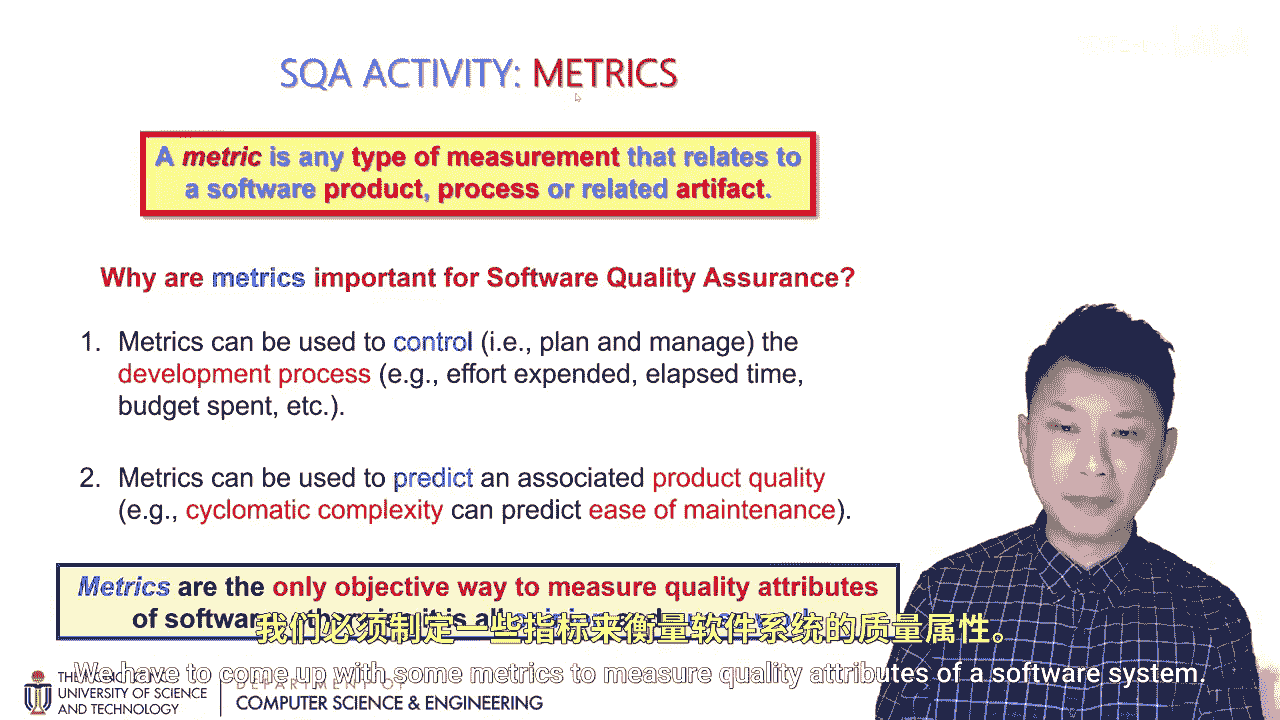 SQA ACTIVITY: METRICS
A metric is any type of measurement that relates to
a software product, process or related artifact.
Why are metrics important for Software Quality Assurance?
1. Metrics can be used to control (i.e., plan and manage) the
development process (e.g., effort expended, elapsed time,
budget spent, etc.).
2. Metrics can be used to predict an associated product quality
(e.g., cyclomatic complexity can predict ease of maintenance).
Metrics are the only objective way to measure quality attributes
of software
我们必须制定一些指标来衡量软件系统的质量属性。
We have to come up with some metrics to measure quality attributes of a software system.
UNIVERSITY OF SCIENCE
AND TECHNOLOGY
DEPARTMENT OF
COMPUTER SCIENCE & ENGINEERING